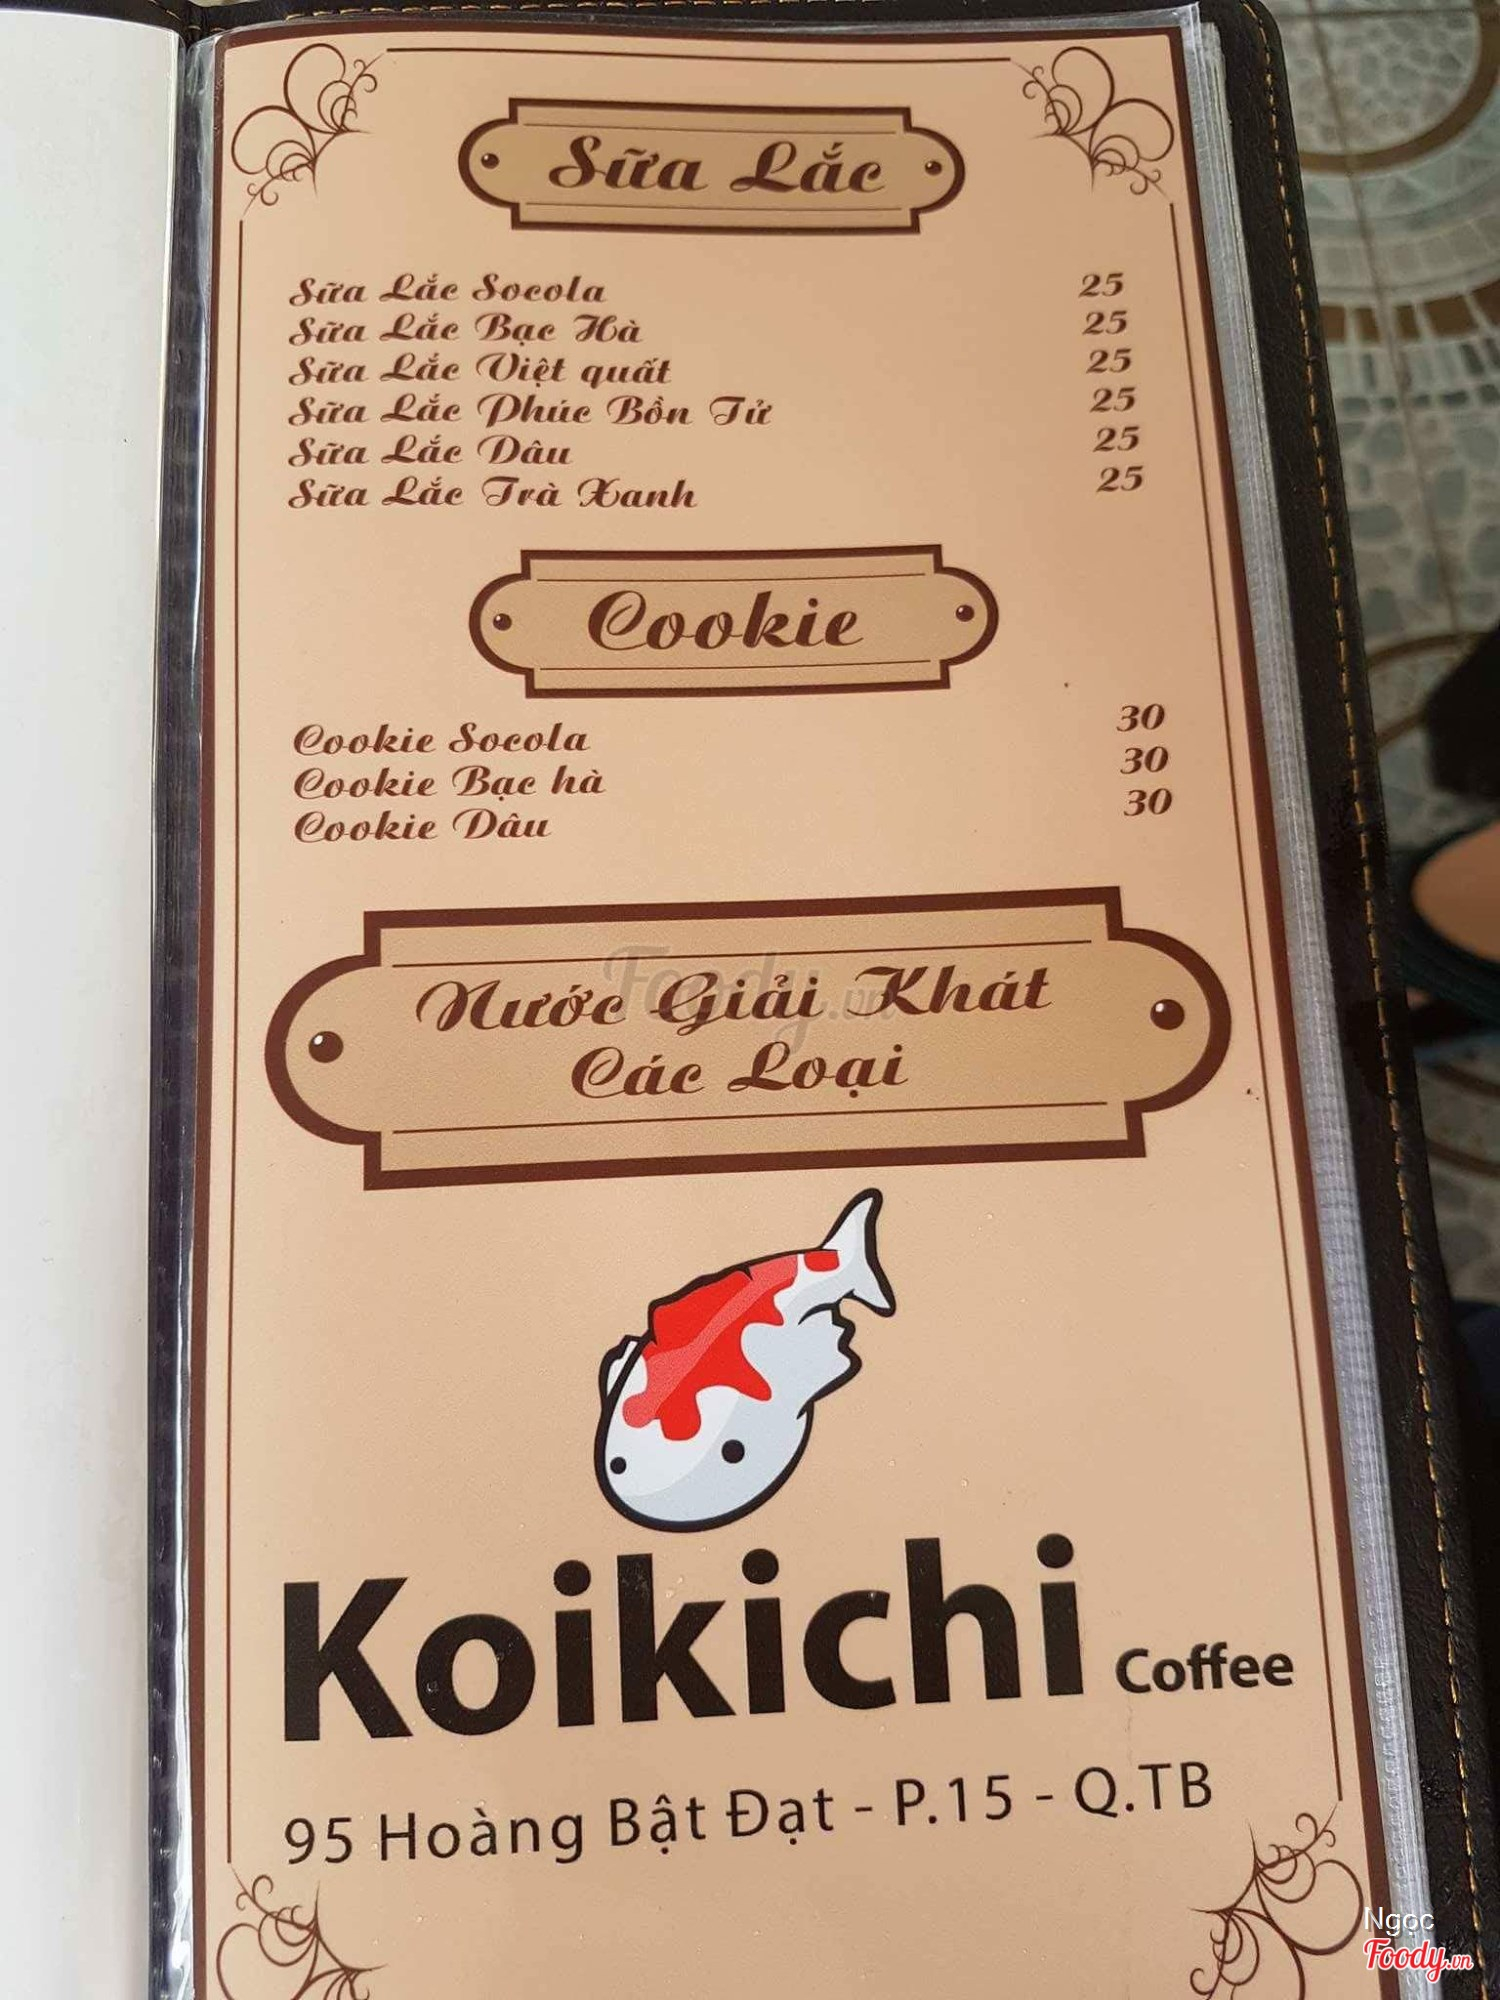 Sữa Lắc
Sữa Lắc Socola 25
Sữa Lắc Bạc Hà 25
Sữa Lắc Việt quất 25
Sữa Lắc Phúc Bồn Tử 25
Sữa Lắc Dâu 25
Sữa Lắc Trà Xanh 25
Cookie
Cookie Socola 30
Cookie Bạc hà 30
Cookie Dâu 30
Nước Giải Khát
Các Loại
Foody.vn
Koikichi Coffee
95 Hoàng Bật Đạt - P.15 - Q.TB
Ngọc
Foody.vn